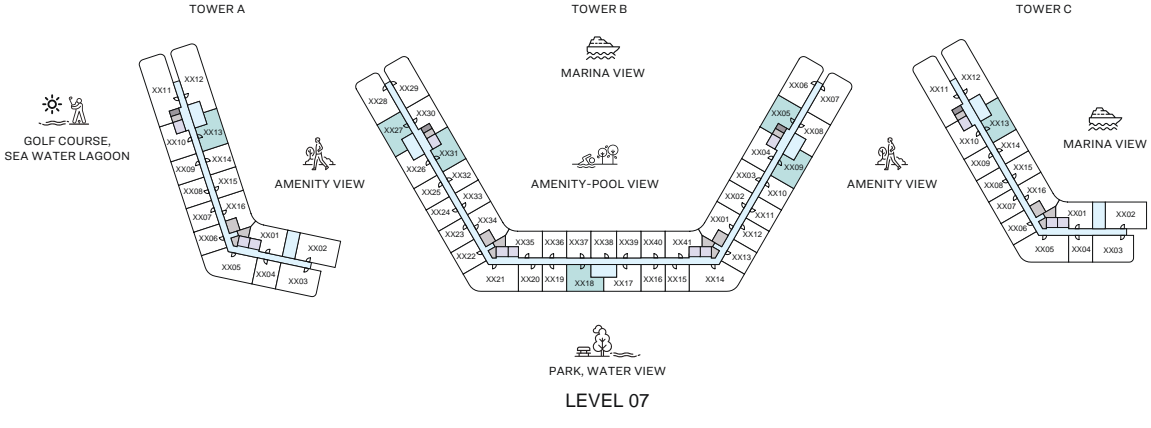 TOWER A
TOWER B
TOWER C
MARINA VIEW
GOLF COURSE,
SEA WATER LAGOON
AMENITY VIEW
AMENITY-POOL VIEW
AMENITY VIEW
MARINA VIEW
XX12
XX11
XX13
XX10
XX14
XX09
XX15
XX08
XX16
XX07
XX06
XX01
XX02
XX05
XX04
XX03
XX29
XX28
XX30
XX27
XX31
XX26
XX32
XX25
XX33
XX24
XX34
XX23
XX22
XX35
XX36
XX37
XX38
XX39
XX40
XX41
XX21
XX20
XX19
XX18
XX17
XX16
XX15
XX14
XX06
XX07
XX05
XX08
XX04
XX09
XX03
XX10
XX02
XX11
XX01
XX12
XX13
XX12
XX11
XX13
XX10
XX14
XX09
XX15
XX08
XX16
XX07
XX06
XX01
XX02
XX05
XX04
XX03
PARK, WATER VIEW
LEVEL 07